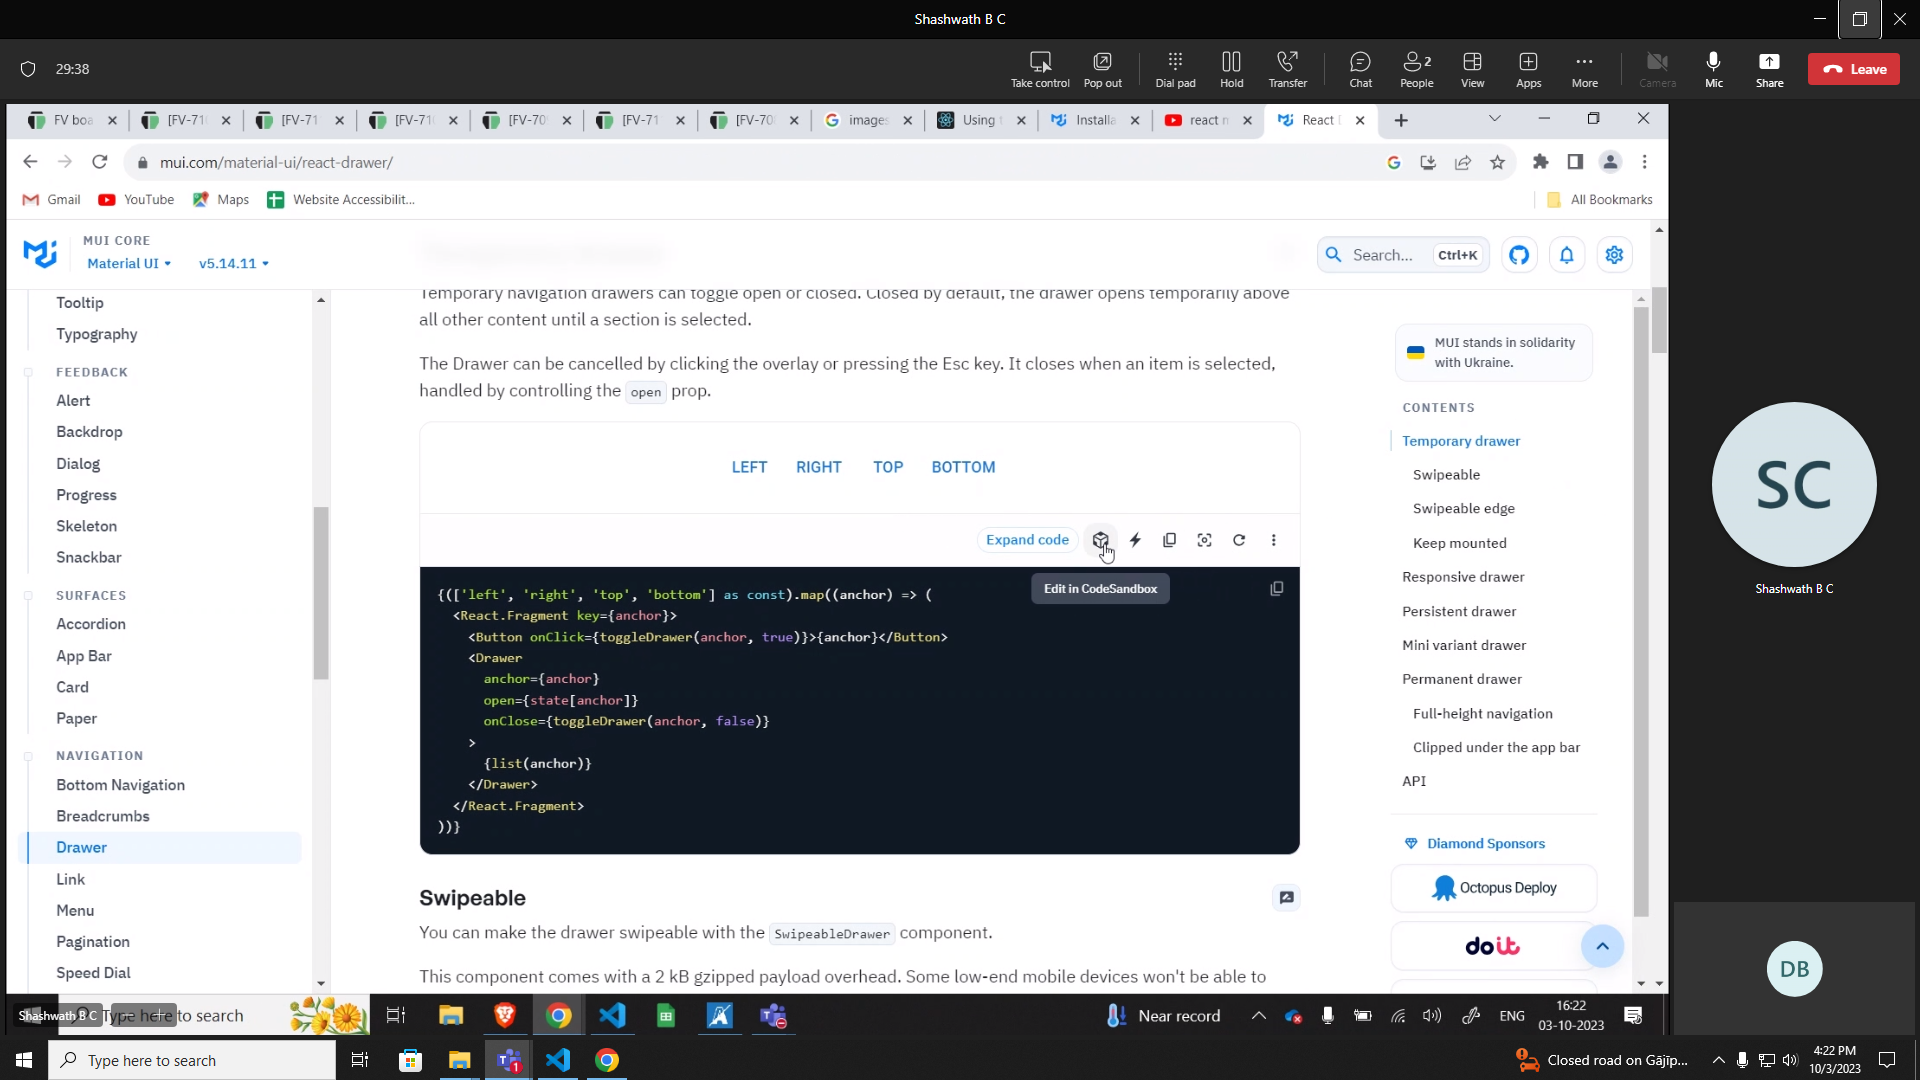 Shashwath B C
29:38
Take control
Pop out
Dial pad
Hold
Transfer
Chat
2
People
View
Apps
More
Camera
Mic
Share
Leave
FV boa
[FV-71
[FV-71
[FV-71
[FV-70
[FV-71
[FV-70
images
Using
Installa
react n
React
mui.com/material-ui/react-drawer/
Gmail
YouTube
Maps
Website Accessibilit...
All Bookmarks
MUI CORE
Material UI
v5.14.11
Search...
Ctrl+K
Tooltip
Typography
FEEDBACK
Alert
Backdrop
Dialog
Progress
Skeleton
Snackbar
SURFACES
Accordion
App Bar
Card
Paper
NAVIGATION
Bottom Navigation
Breadcrumbs
Drawer
Link
Menu
Pagination
Speed Dial
Temporary navigation drawers can toggle open or closed. Closed by default, the drawer opens temporarily above
all other content until a section is selected.
The Drawer can be cancelled by clicking the overlay or pressing the Esc key. It closes when an item is selected,
handled by controlling the open prop.
LEFT RIGHT TOP BOTTOM
Expand code
Edit in CodeSandbox
{(['left', 'right', 'top', 'bottom'] as const).map((anchor) => (
<React.Fragment key={anchor}>
<Button onClick={toggleDrawer(anchor, true)}>{anchor}</Button>
<Drawer
anchor={anchor}
open={state[anchor]}
onClose={toggleDrawer(anchor, false)}
>
{list(anchor)}
</Drawer>
</React.Fragment>
))}
Swipeable
You can make the drawer swipeable with the SwipeableDrawer component.
This component comes with a 2 kB gzipped payload overhead. Some low-end mobile devices won't be able to
MUI stands in solidarity
with Ukraine.
CONTENTS
Temporary drawer
Swipeable
Swipeable edge
Keep mounted
Responsive drawer
Persistent drawer
Mini variant drawer
Permanent drawer
Full-height navigation
Clipped under the app bar
API
Diamond Sponsors
Octopus Deploy
doit
SC
Shashwath B C
DB
Shashwath B C
Type here to search
Near record
ENG
16:22
03-10-2023
Type here to search
1
Closed road on Gājīp...
4:22 PM
10/3/2023